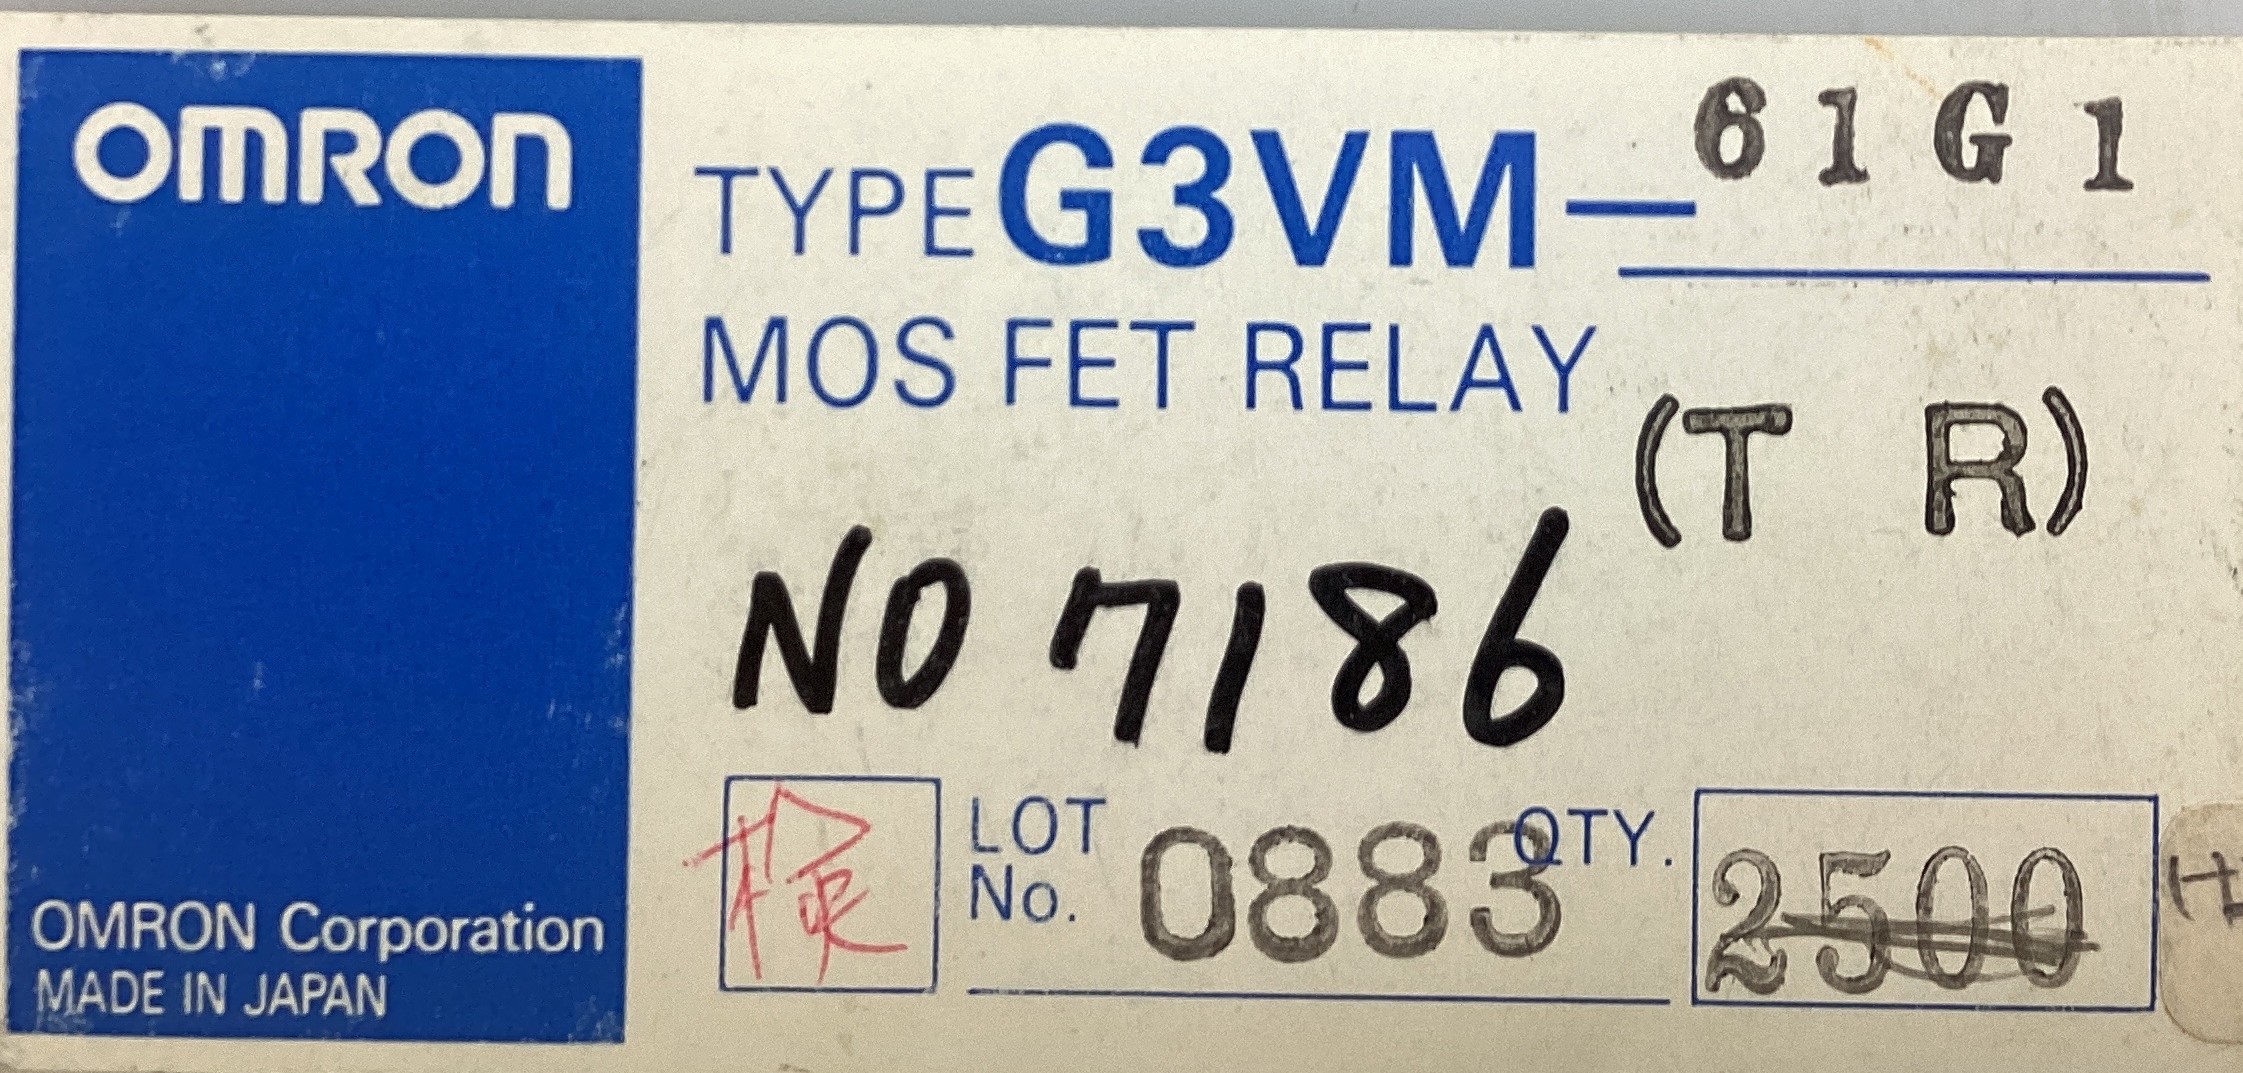 OMRON
TYPE G3VM-61G1
MOS FET RELAY
(T R)
NO 7186
検
LOT No. 0883
QTY. 2500
OMRON Corporation
MADE IN JAPAN